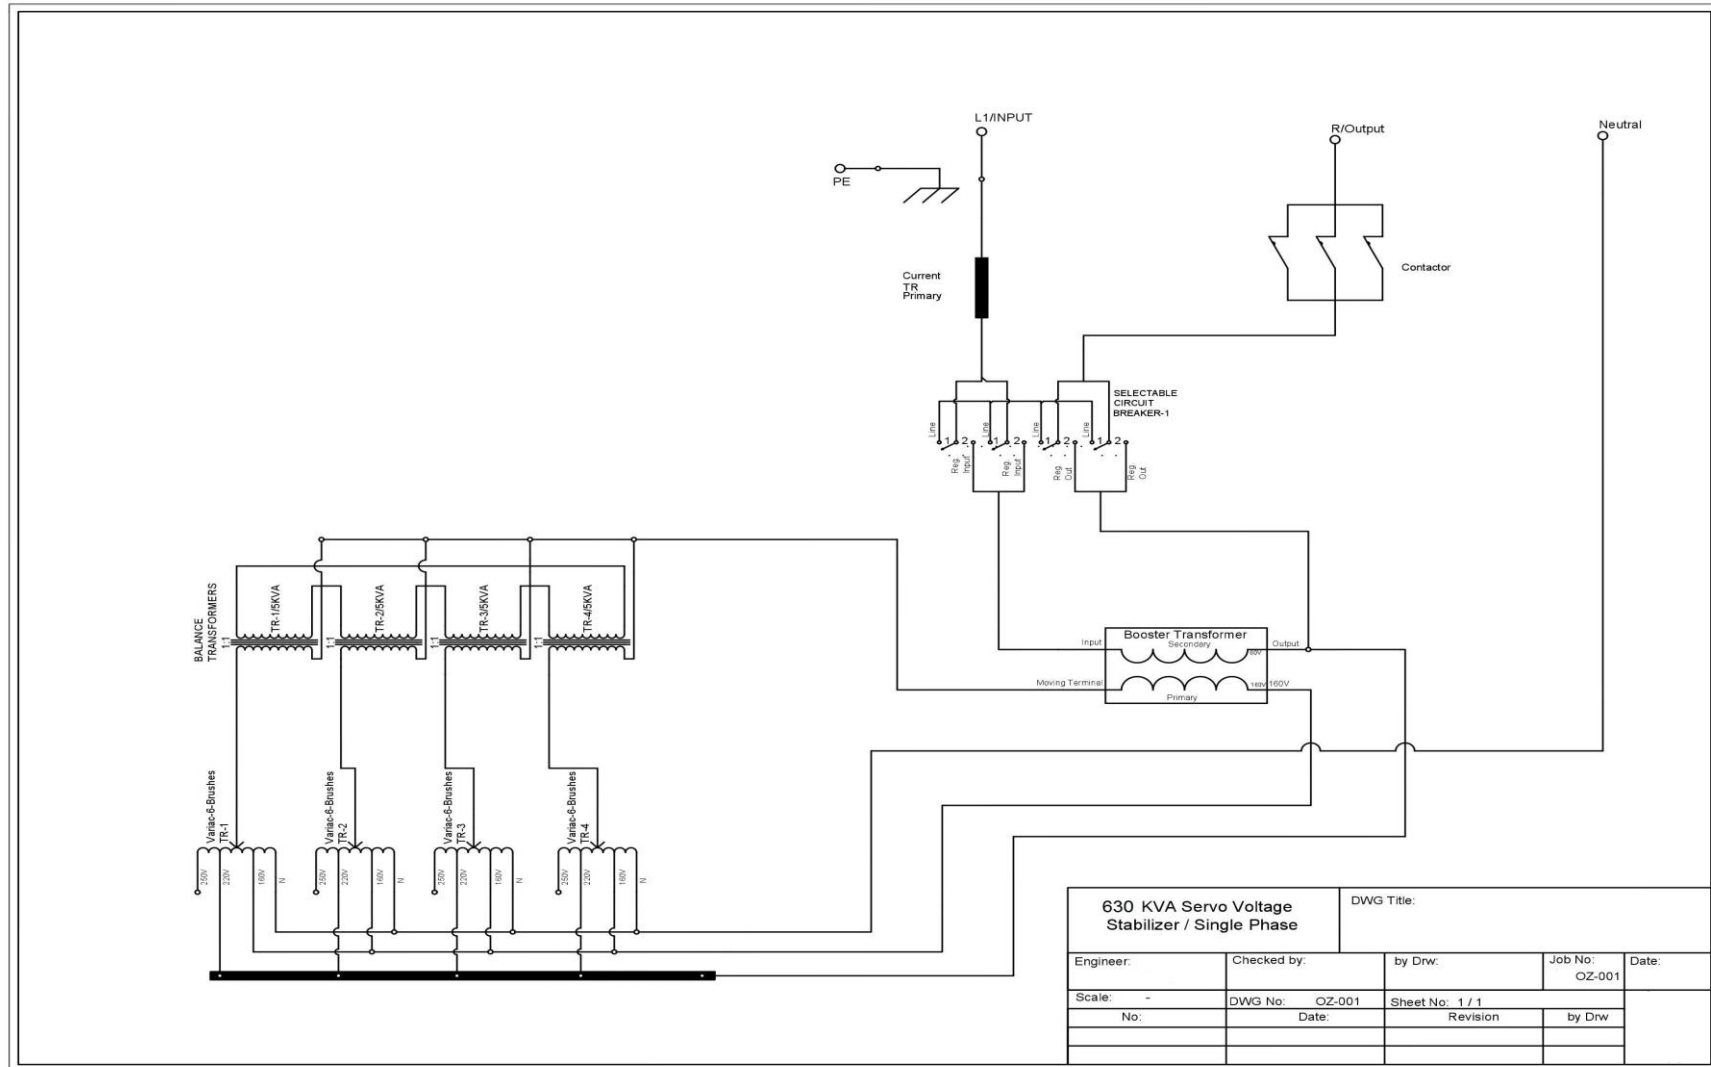 L1/INPUT
R/Output
Neutral
PE
Current
TR
Primary
Contactor
SELECTABLE
CIRCUIT
BREAKER-1
Line
1
2
Line
1
2
Line
1
2
Line
1
2
Reg.
Input
Reg.
Input
Reg.
Out
Reg.
Out
BALANCE
TRANSFORMERS
1:1
TR-1/5KVA
1:1
TR-2/5KVA
1:1
TR-3/5KVA
1:1
TR-4/5KVA
Booster Transformer
Input
Secondary
Output
Moving Terminal
160V
160V
Primary
Variac-6-Brushes
TR-1
Variac-6-Brushes
TR-2
Variac-6-Brushes
TR-3
Variac-6-Brushes
TR-4
250V
220V
160V
N
250V
220V
160V
N
250V
220V
160V
N
250V
220V
160V
N
630 KVA Servo Voltage
Stabilizer / Single Phase
DWG Title:
Engineer:
Checked by:
by Drw:
Job No:
OZ-001
Date:
Scale: -
DWG No: OZ-001
Sheet No: 1 / 1
No:
Date:
Revision
by Drw